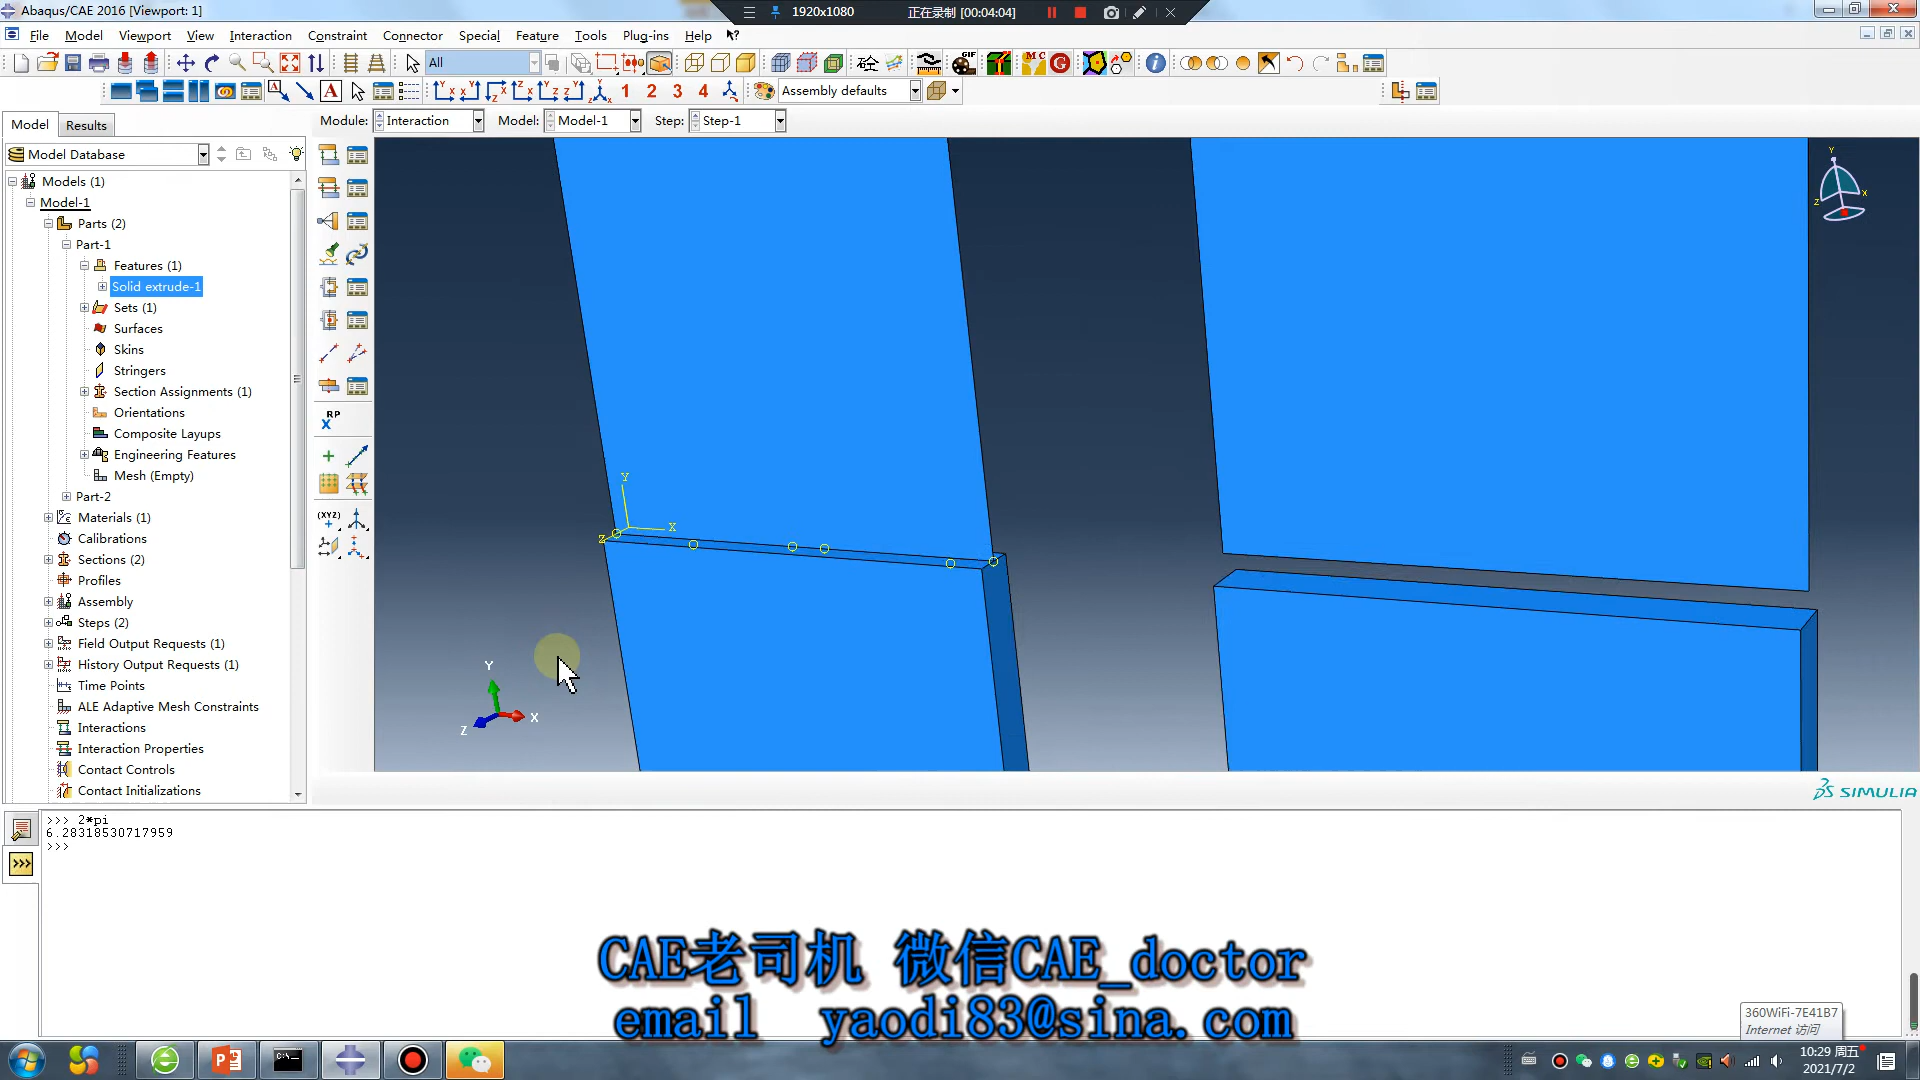 Abaqus/CAE 2016 [Viewport: 1]
1920x1080
正在录制 [00:04:04]
File Model Viewport View Interaction Constraint Connector Special Feature Tools Plug-ins Help
All
1 2 3 4
Assembly defaults
Model Results
Module: Interaction Model: Model-1 Step: Step-1
Model Database
Models (1)
Model-1
Parts (2)
Part-1
Features (1)
Solid extrude-1
Sets (1)
Surfaces
Skins
Stringers
Section Assignments (1)
Orientations
Composite Layups
Engineering Features
Mesh (Empty)
Part-2
Materials (1)
Calibrations
Sections (2)
Profiles
Assembly
Steps (2)
Field Output Requests (1)
History Output Requests (1)
Time Points
ALE Adaptive Mesh Constraints
Interactions
Interaction Properties
Contact Controls
Contact Initializations
RP
(XYZ)
Y
X
Z
Y
X
Z
Y
X
Z
SIMULIA
>>> 2*pi
6.28318530717959
>>>
CAE老司机 微信CAE_doctor
email yaodi83@sina.com
360WiFi-7E41B7
Internet 访问
10:29 周五
2021/7/2